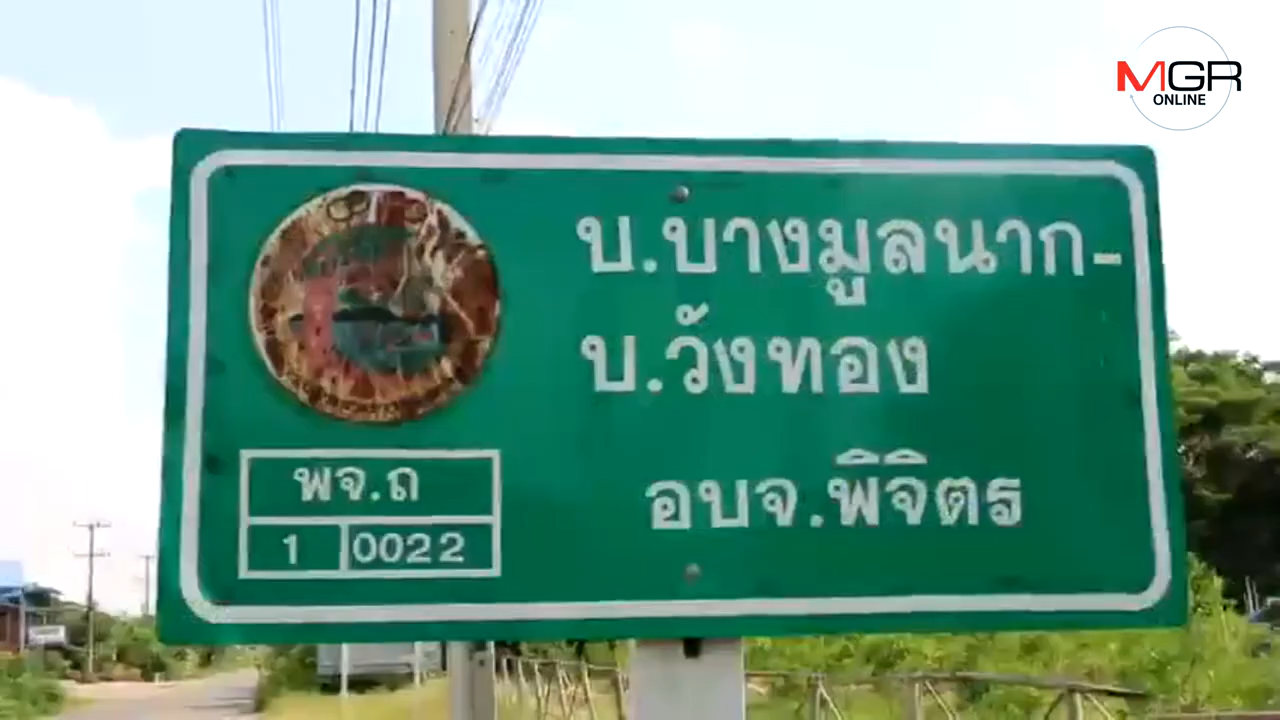 MGR
ONLINE
บ.บางมูลนาก-
บ.วังทอง
อบจ.พิจิตร
พจ.ถ
1 0022